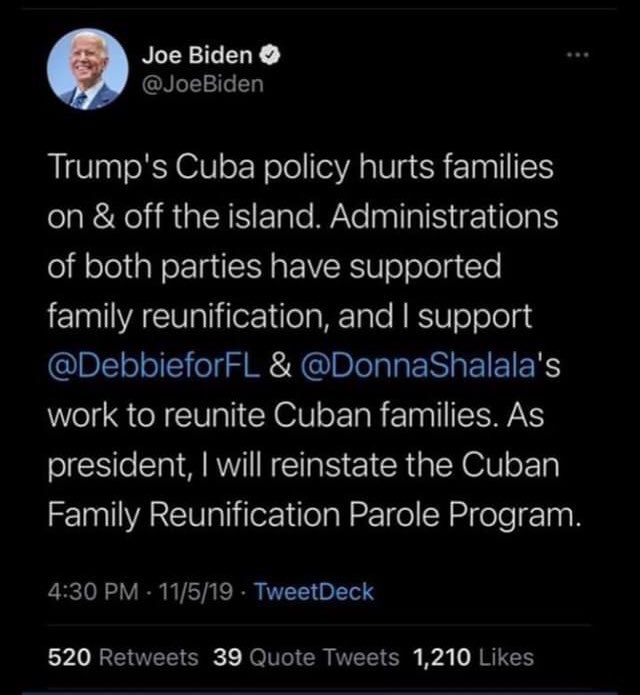 Joe Biden
@JoeBiden
Trump's Cuba policy hurts families
on & off the island. Administrations
of both parties have supported
family reunification, and I support
@DebbieforFL & @DonnaShalala's
work to reunite Cuban families. As
president, I will reinstate the Cuban
Family Reunification Parole Program.
4:30 PM · 11/5/19 · TweetDeck
520 Retweets 39 Quote Tweets 1,210 Likes